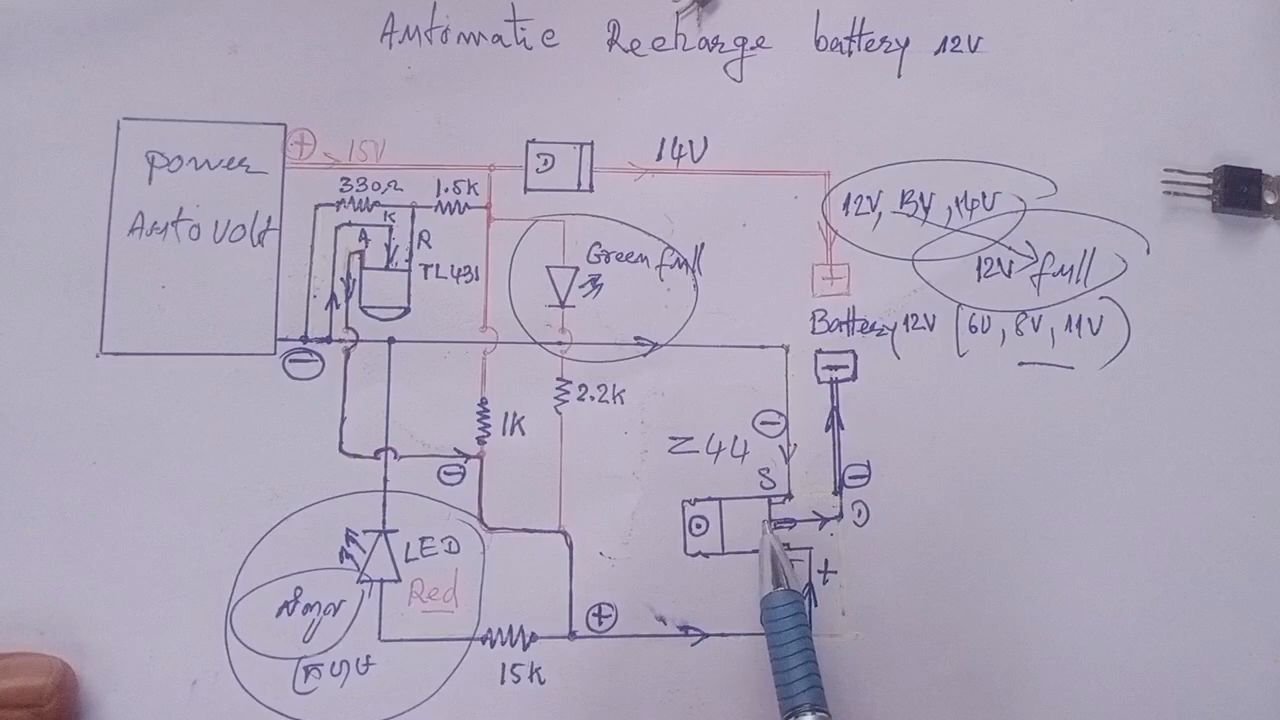 Automatic Recharge battery 12V
Power
Auto volt
+
15V
D
14V
330Ω
1.5K
K
A
R
TL431
Green full
12V, 13V, 14V
12V full
+
Battery 12V (6V, 8V, 11V)
-
-
2.2K
1K
Z44
-
S
-
-
D
+
LED
Red
+
15K